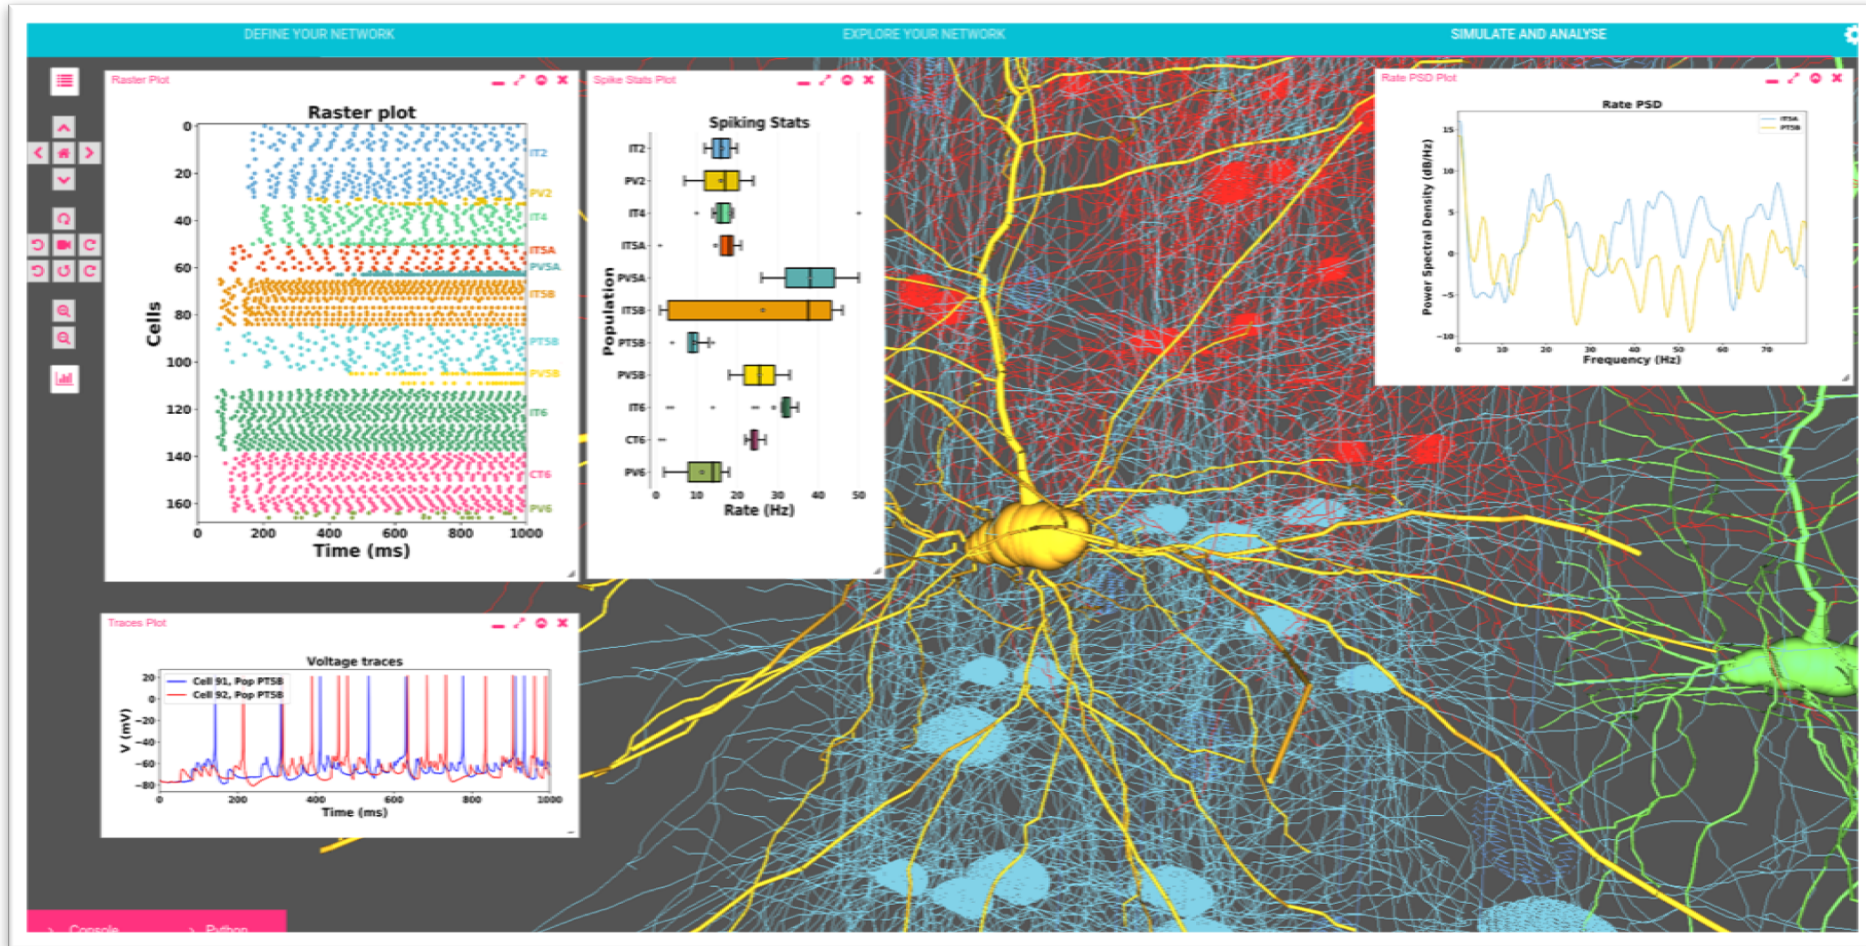 DEFINE YOUR NETWORK
EXPLORE YOUR NETWORK
SIMULATE AND ANALYSE
Raster Plot
Raster plot
0
20
40
60
80
100
120
140
160
Cells
IT2
PV2
IT4
IT5A
PV5A
IT5B
PT5B
PV5B
IT6
CT6
PV6
0 200 400 600 800 1000
Time (ms)
Spike Stats Plot
Spiking Stats
Population
IT2
PV2
IT4
IT5A
PV5A
IT5B
PT5B
PV5B
IT6
CT6
PV6
0 10 20 30 40 50
Rate (Hz)
Rate PSD Plot
Rate PSD
IT5A
PT5B
Power Spectral Density (dB/Hz)
15
10
5
0
−5
−10
0 10 20 30 40 50 60 70
Frequency (Hz)
Traces Plot
Voltage traces
Cell 91, Pop PT5B
Cell 92, Pop PT5B
V (mV)
20
0
−20
−40
−60
−80
0 200 400 600 800 1000
Time (ms)
Console
Python